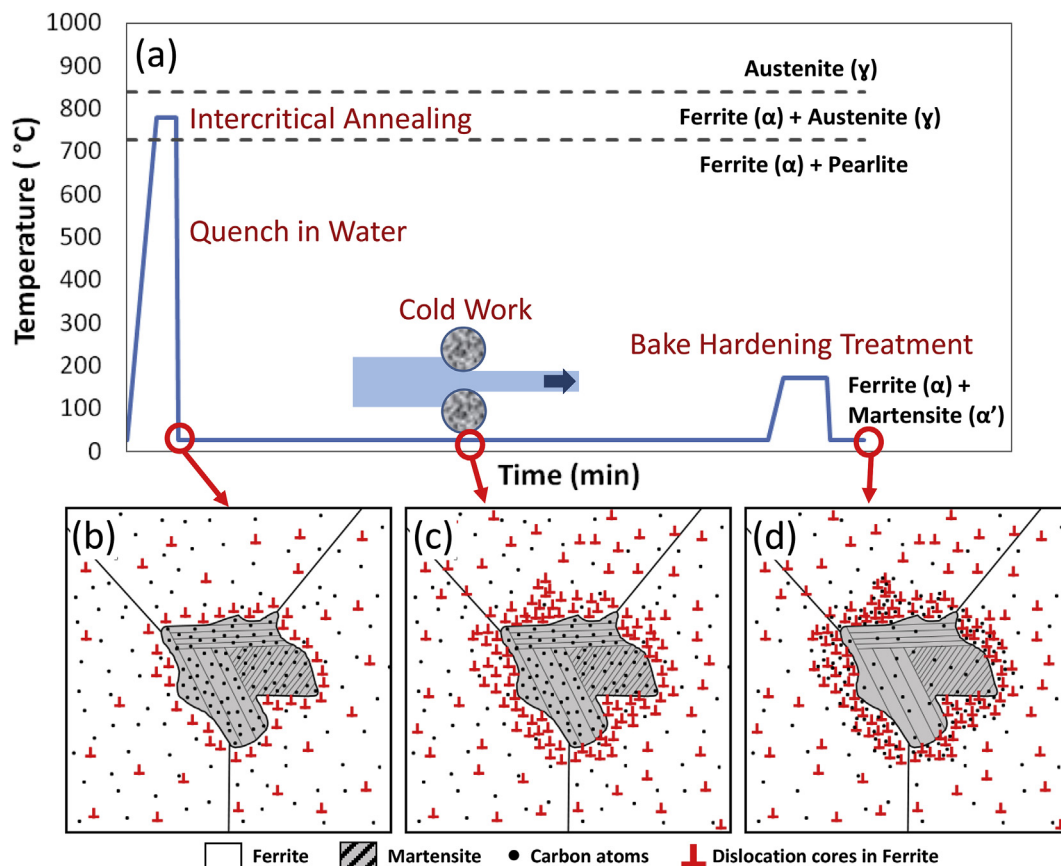 (a)
1000
900
800
700
600
500
400
300
200
100
0
Temperature ( °C)
Austenite (ɣ)
Intercritical Annealing
Ferrite (α) + Austenite (ɣ)
Ferrite (α) + Pearlite
Quench in Water
Cold Work
Bake Hardening Treatment
Ferrite (α) +
Martensite (α’)
Time (min)
(b)
(c)
(d)
Ferrite
Martensite
Carbon atoms
Dislocation cores in Ferrite